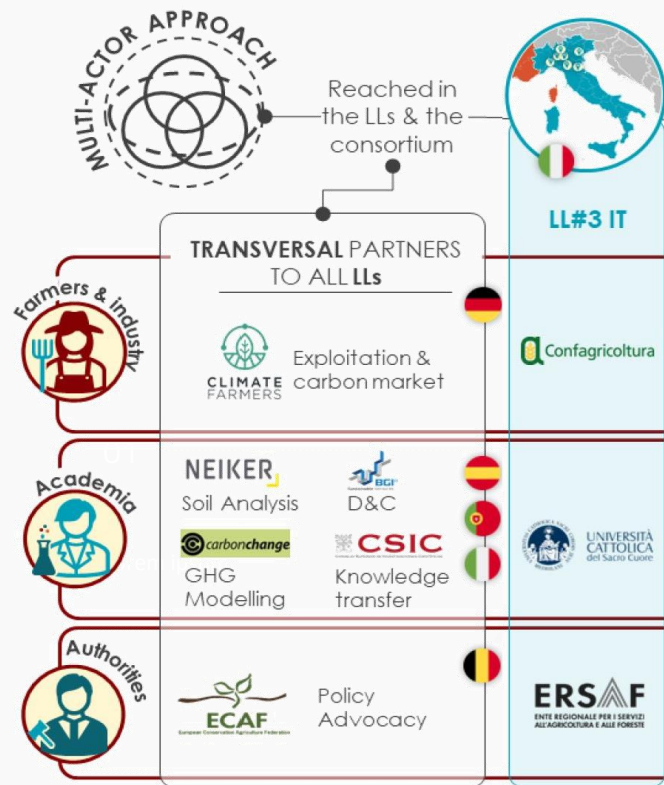 MULTI-ACTOR APPROACH
Reached in
the LLs & the
consortium
LL#3 IT
TRANSVERSAL PARTNERS
TO ALL LLs
Farmers & industry
CLIMATE
FARMERS
Exploitation &
carbon market
Confagricoltura
Academia
NEIKER
Soil Analysis
BGI
D&C
carbonchange
GHG
Modelling
CSIC
Knowledge
transfer
UNIVERSITÀ
CATTOLICA
del Sacro Cuore
Authorities
ECAF
European Conservation Agriculture Federation
Policy
Advocacy
ERSAF
ENTE REGIONALE PER I SERVIZI
ALL'AGRICOLTURA E ALLE FORESTE